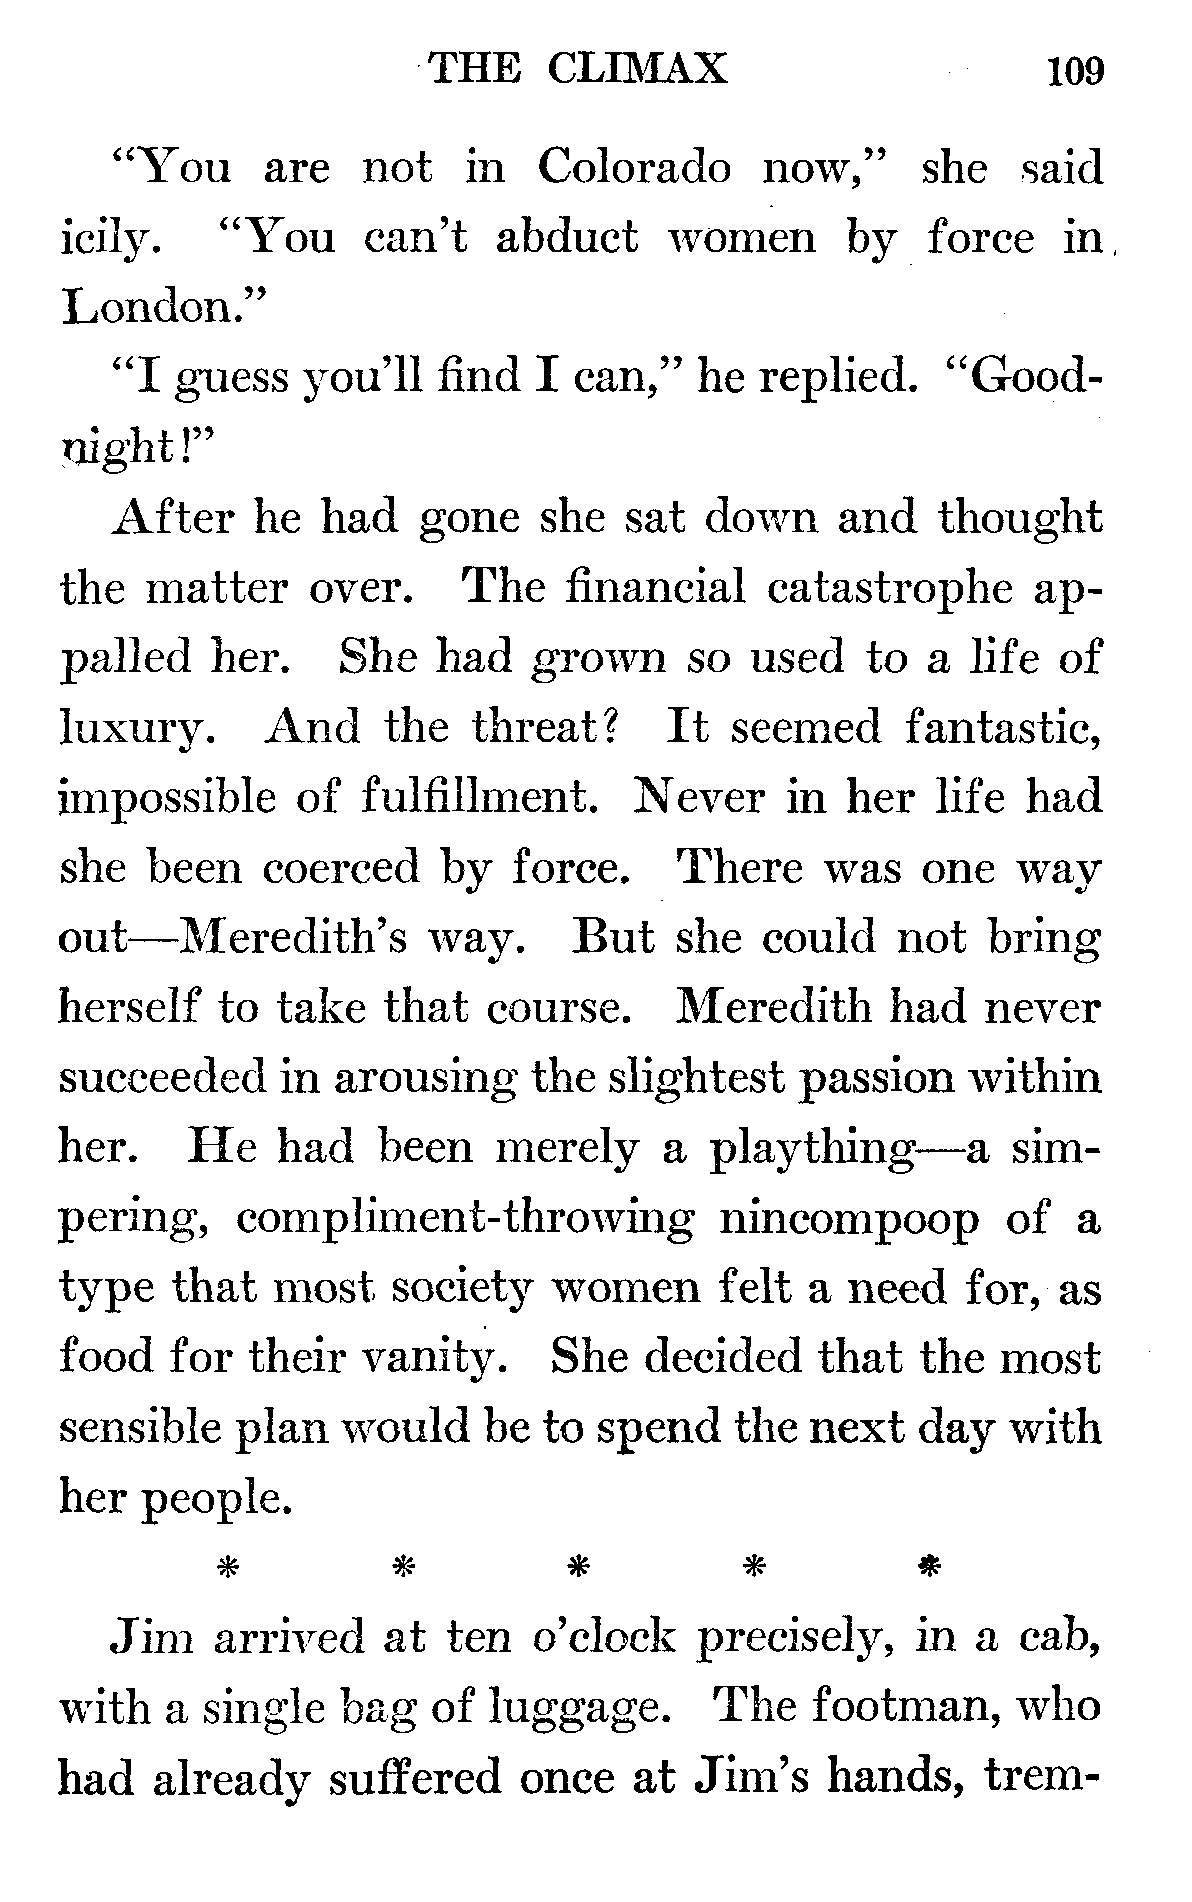 THE CLIMAX 109
"You are not in Colorado now," she said
icily. "You can't abduct women by force in
London."
"I guess you'll find I can," he replied. "Good-
night!"
After he had gone she sat down and thought
the matter over. The financial catastrophe ap-
palled her. She had grown so used to a life of
luxury. And the threat? It seemed fantastic,
impossible of fulfillment. Never in her life had
she been coerced by force. There was one way
out—Meredith's way. But she could not bring
herself to take that course. Meredith had never
succeeded in arousing the slightest passion within
her. He had been merely a plaything—a sim-
pering, compliment-throwing nincompoop of a
type that most society women felt a need for, as
food for their vanity. She decided that the most
sensible plan would be to spend the next day with
her people.
* * * * *
Jim arrived at ten o'clock precisely, in a cab,
with a single bag of luggage. The footman, who
had already suffered once at Jim's hands, trem-